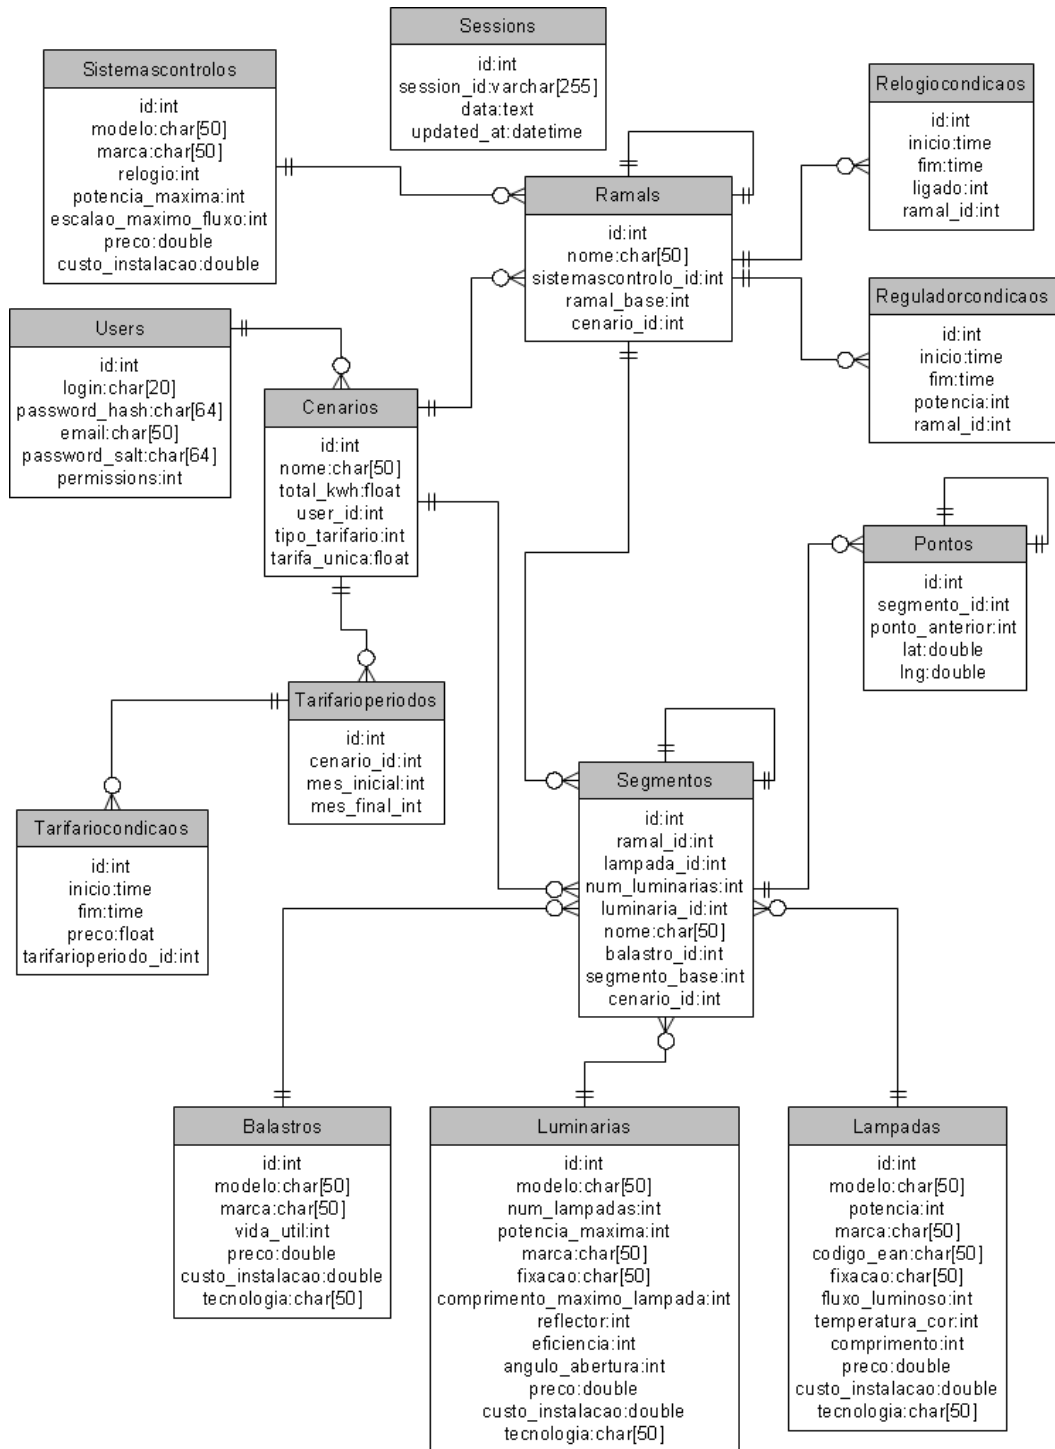 Sessions
id:int
session_id:varchar[255]
data:text
updated_at:datetime
Sistemascontrolos
id:int
modelo:char[50]
marca:char[50]
relogio:int
potencia_maxima:int
escalao_maximo_fluxo:int
preco:double
custo_instalacao:double
Relogiocondicaos
id:int
inicio:time
fim:time
ligado:int
ramal_id:int
Ramals
id:int
nome:char[50]
sistemascontrolo_id:int
ramal_base:int
cenario_id:int
Reguladorcondicaos
id:int
inicio:time
fim:time
potencia:int
ramal_id:int
Users
id:int
login:char[20]
password_hash:char[64]
email:char[50]
password_salt:char[64]
permissions:int
Cenarios
id:int
nome:char[50]
total_kwh:float
user_id:int
tipo_tarifario:int
tarifa_unica:float
Pontos
id:int
segmento_id:int
ponto_anterior:int
lat:double
lng:double
Tarifarioperiodos
id:int
cenario_id:int
mes_inicial:int
mes_final_int
Tarifariocondicaos
id:int
inicio:time
fim:time
preco:float
tarifarioperiodo_id:int
Segmentos
id:int
ramal_id:int
lampada_id:int
num_luminarias:int
luminaria_id:int
nome:char[50]
balastro_id:int
segmento_base:int
cenario_id:int
Balastros
id:int
modelo:char[50]
marca:char[50]
vida_util:int
preco:double
custo_instalacao:double
tecnologia:char[50]
Luminarias
id:int
modelo:char[50]
num_lampadas:int
potencia_maxima:int
marca:char[50]
fixacao:char[50]
comprimento_maximo_lampada:int
reflector:int
eficiencia:int
angulo_abertura:int
preco:double
custo_instalacao:double
tecnologia:char[50]
Lampadas
id:int
modelo:char[50]
potencia:int
marca:char[50]
codigo_ean:char[50]
fixacao:char[50]
fluxo_luminoso:int
temperatura_cor:int
comprimento:int
preco:double
custo_instalacao:double
tecnologia:char[50]